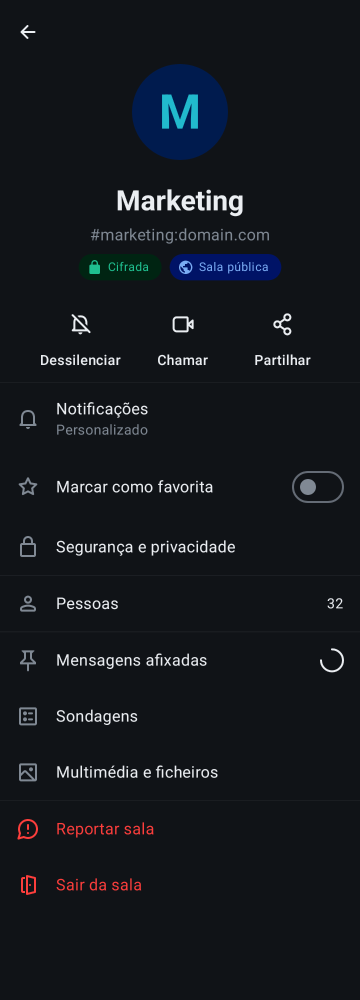 M
Marketing
#marketing:domain.com
Cifrada
Sala pública
Dessilenciar
Chamar
Partilhar
Notificações
Personalizado
Marcar como favorita
Segurança e privacidade
Pessoas
32
Mensagens afixadas
Sondagens
Multimédia e ficheiros
Reportar sala
Sair da sala